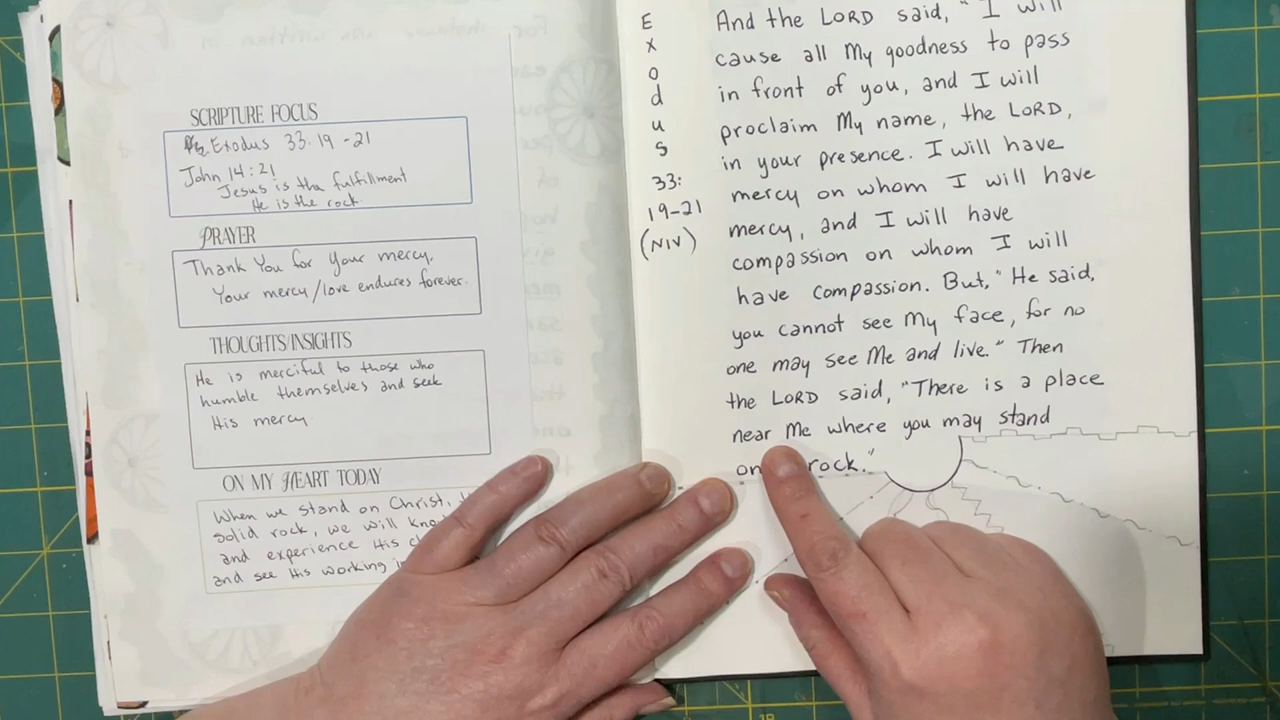 SCRIPTURE FOCUS
Exodus 33:19-21
John 14:21
Jesus is the fulfillment
He is the rock.
PRAYER
Thank You for Your mercy.
Your mercy/love endures forever.
THOUGHTS/INSIGHTS
He is merciful to those who
humble themselves and seek
His mercy
ON MY HEART TODAY
When we stand on Christ,
solid rock, we will
and experience His
and see His working
Exodus
33:
19-21
(NIV)
And the LORD said, "I will
cause all My goodness to pass
in front of you, and I will
proclaim My name, the LORD,
in your presence. I will have
mercy on whom I will have
mercy, and I will have
compassion on whom I will
have compassion. But," He said,
you cannot see My face, for no
one may see Me and live." Then
the LORD said, "There is a place
near Me where you may stand
on rock."